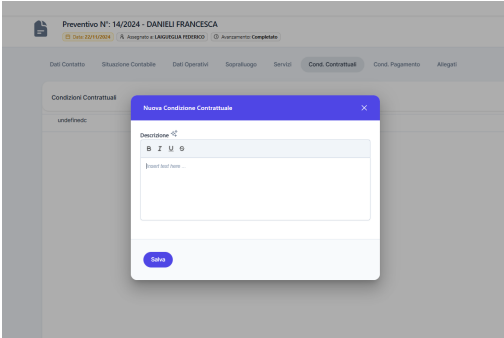 Preventivo N°: 14/2024 - DANIELI FRANCESCA
Data: 22/11/2024 Assegnato a: LANGUEGLIA FEDERICO Avanzamento: Completato
Dati Contatto Situazione Contabile Dati Operativi Sopralluogo Servizi Cond. Contrattuali Cond. Pagamento Allegati
Condizioni Contrattuali
undefinedc
Nuova Condizione Contrattuale
Descrizione
B I U S
Insert text here ...
Salva